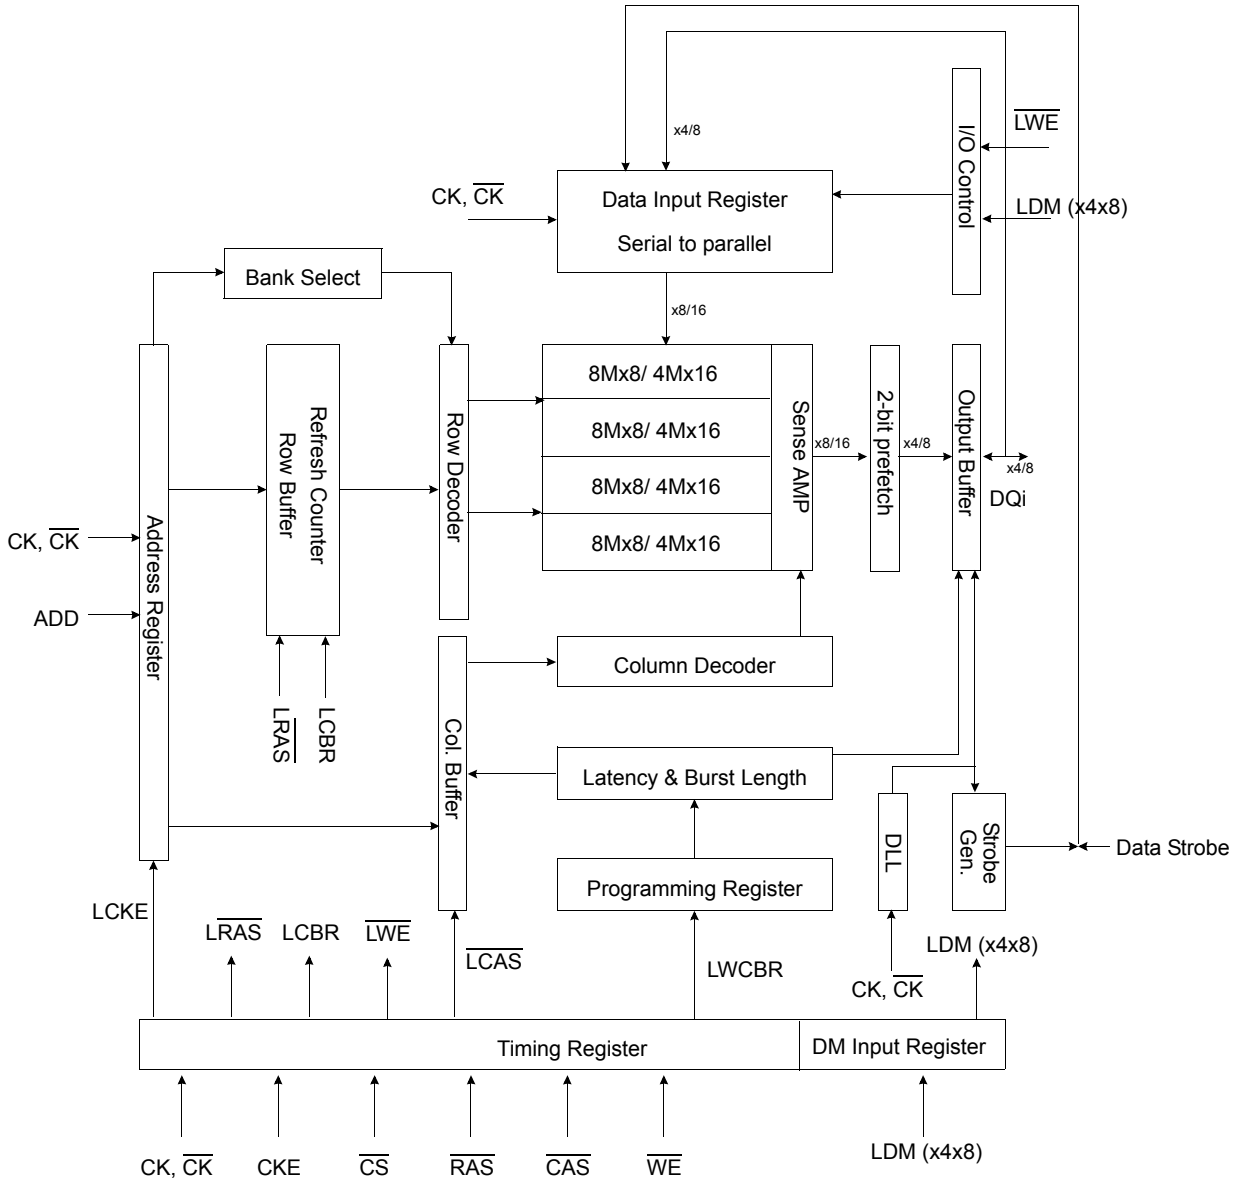 x4/8
I/O Control
LWE
CK, CK
Data Input Register
Serial to parallel
LDM (x4x8)
Bank Select
x8/16
Address Register
Refresh Counter
Row Buffer
Row Decoder
8Mx8/ 4Mx16
8Mx8/ 4Mx16
8Mx8/ 4Mx16
8Mx8/ 4Mx16
Sense AMP
x8/16
2-bit prefetch
x4/8
Output Buffer
x4/8
DQi
CK, CK
ADD
LRAS
LCBR
Col. Buffer
Column Decoder
Latency & Burst Length
DLL
Strobe
Gen.
Data Strobe
Programming Register
LCKE
LRAS
LCBR
LWE
LCAS
LWCBR
CK, CK
LDM (x4x8)
Timing Register
DM Input Register
CK, CK
CKE
CS
RAS
CAS
WE
LDM (x4x8)